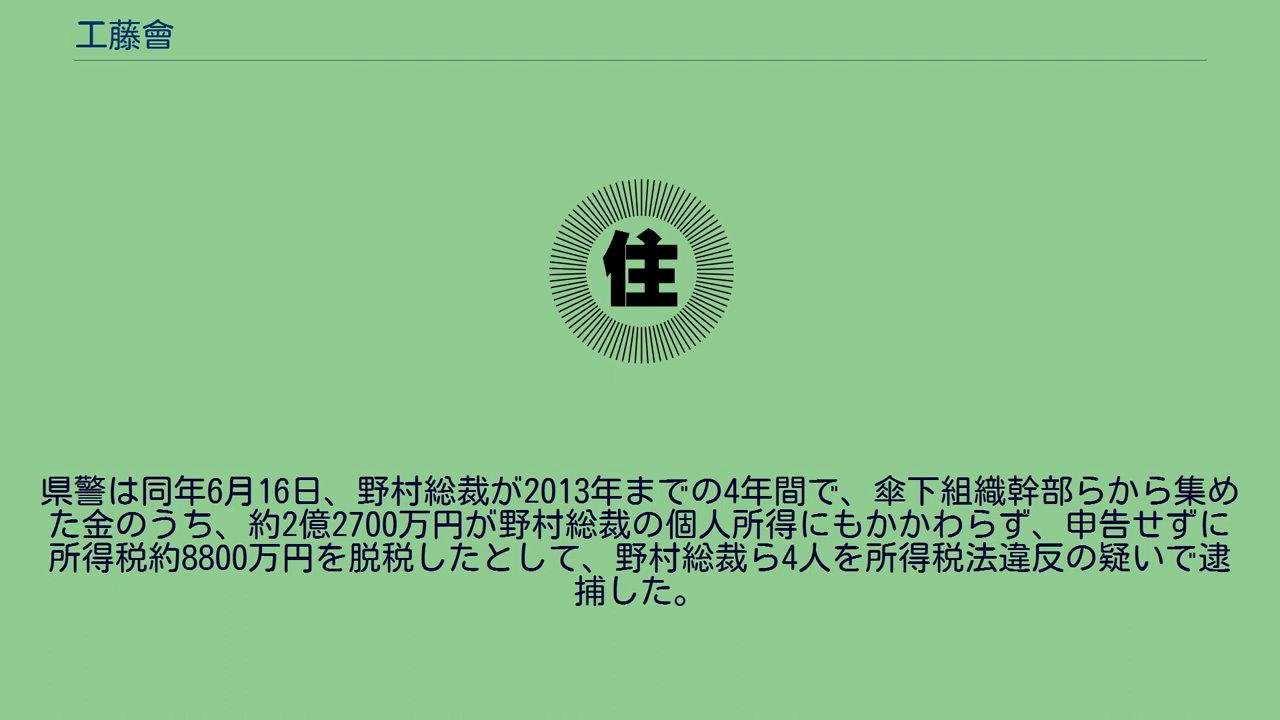 工藤會
住
県警は同年6月16日、野村総裁が2013年までの4年間で、傘下組織幹部らから集め
た金のうち、約2億2700万円が野村総裁の個人所得にもかかわらず、申告せずに
所得税約8800万円を脱税したとして、野村総裁ら4人を所得税法違反の疑いで逮
捕した。